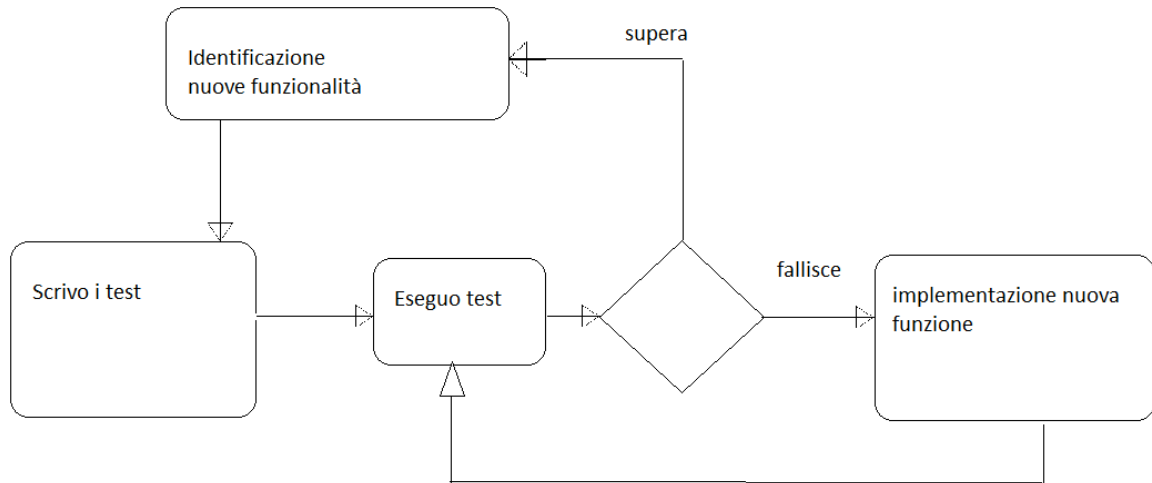 Identificazione
nuove funzionalità
supera
Scrivo i test
Eseguo test
fallisce
implementazione nuova
funzione